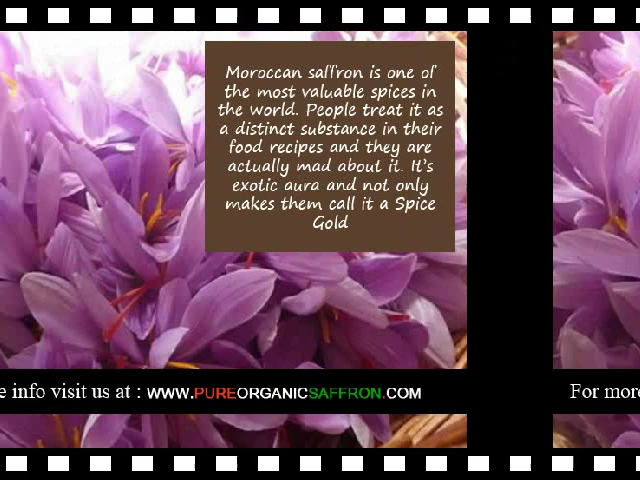 Moroccan saffron is one of
the most valuable spices in
the world. People treat it as
a distinct substance in their
food recipes and they are
actually mad about it. It's
exotic aura and not only
makes them call it a Spice
Gold
e info visit us at : WWW.PUREORGANICSAFFRON.COM
For more